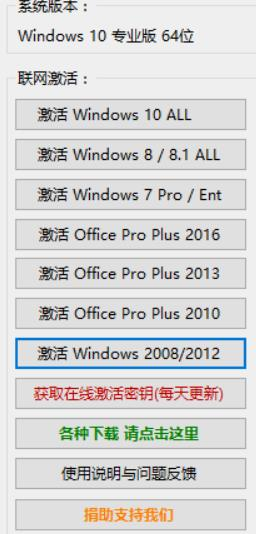 系统版本：
Windows 10 专业版 64位
联网激活：
激活 Windows 10 ALL
激活 Windows 8 / 8.1 ALL
激活 Windows 7 Pro / Ent
激活 Office Pro Plus 2016
激活 Office Pro Plus 2013
激活 Office Pro Plus 2010
激活 Windows 2008/2012
获取在线激活密钥(每天更新)
各种下载 请点击这里
使用说明与问题反馈
捐助支持我们